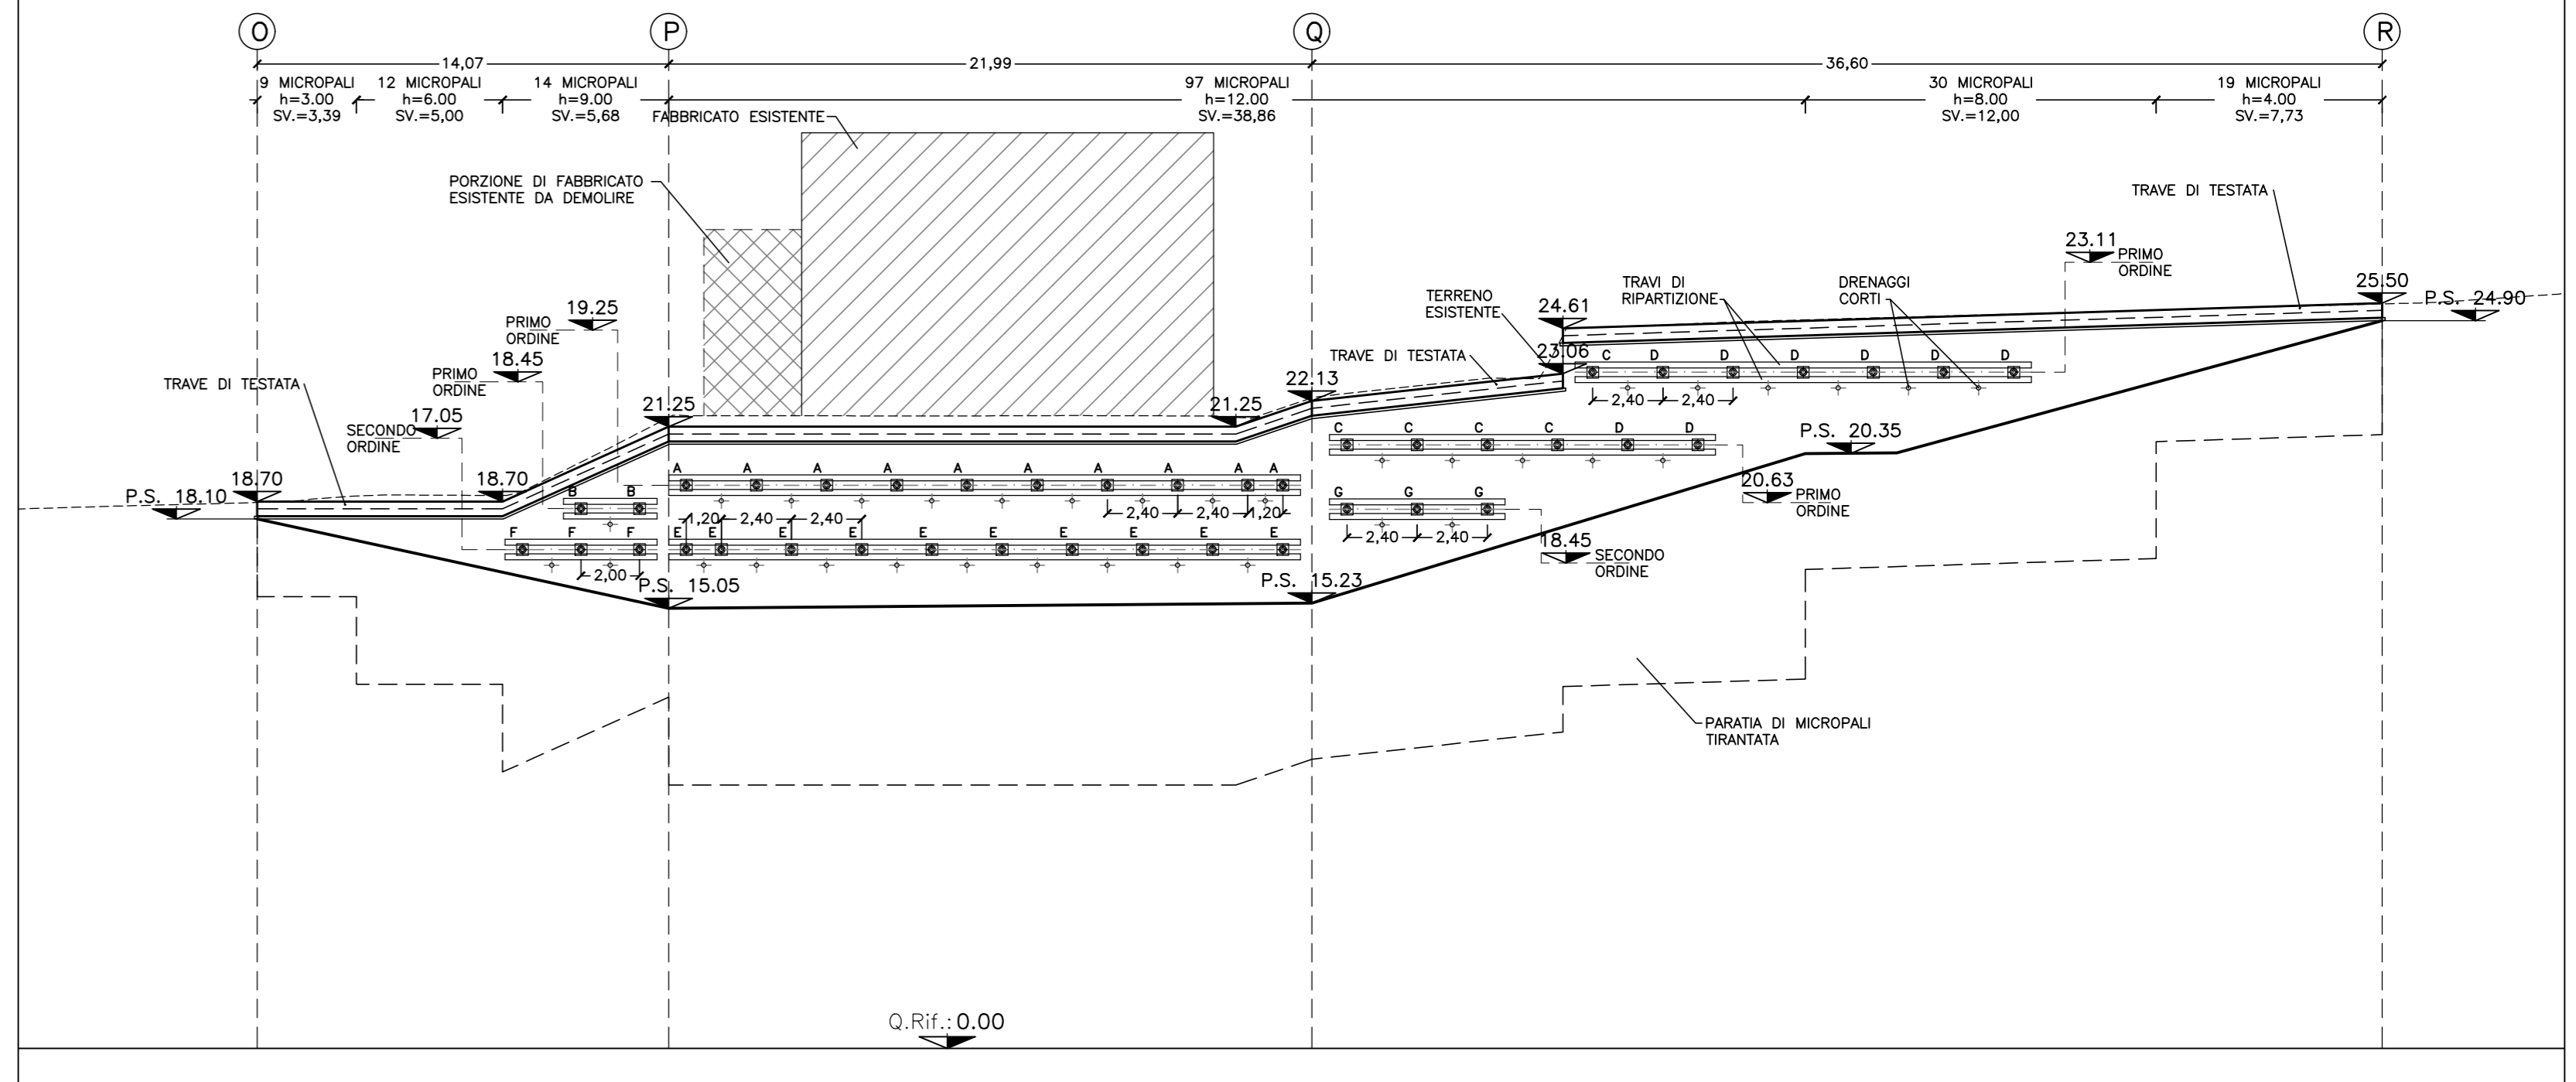 O P Q R
14,07 21,99 36,60
9 MICROPALI
h=3.00
SV.=3,39
12 MICROPALI
h=6.00
SV.=5,00
14 MICROPALI
h=9.00
SV.=5,68
97 MICROPALI
h=12.00
SV.=38,86
30 MICROPALI
h=8.00
SV.=12,00
19 MICROPALI
h=4.00
SV.=7,73
FABBRICATO ESISTENTE
PORZIONE DI FABBRICATO
ESISTENTE DA DEMOLIRE
TRAVE DI TESTATA
23.11
PRIMO
ORDINE
25.50
P.S. 24.90
TRAVI DI
RIPARTIZIONE
DRENAGGI
CORTI
TERRENO
ESISTENTE
24.61
19.25
PRIMO
ORDINE
18.45
PRIMO
ORDINE
17.05
SECONDO
ORDINE
TRAVE DI TESTATA
TRAVE DI TESTATA
23.06
C D D D D D D
2,40 2,40
22.13
21.25
21.25
C C C C D D
P.S. 20.35
18.70
18.70
P.S. 18.10
A A A A A A A A A A
B B
20.63
PRIMO
ORDINE
G G G
1,20 2,40 2,40
2,40 2,40 1,20
2,40 2,40
F F F
E E E E E E E E E E
18.45
SECONDO
ORDINE
2,00
P.S. 15.05
P.S. 15.23
PARATIA DI MICROPALI
TIRANTATA
Q.Rif.: 0.00